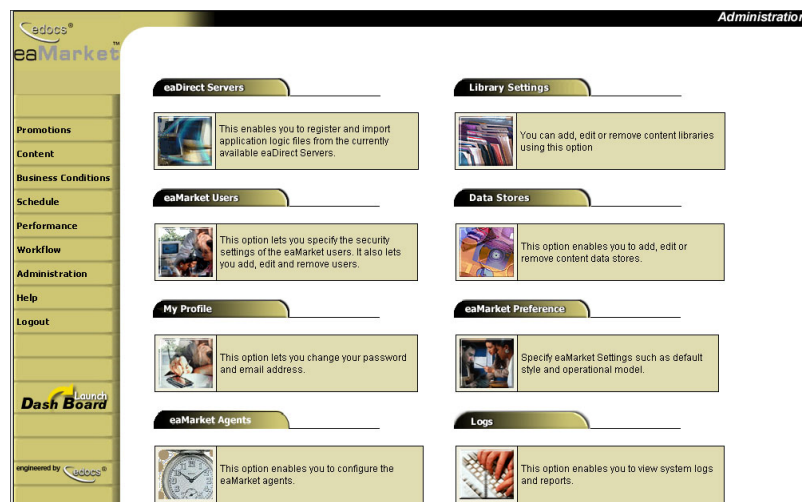 Administration
edocs®
eaMarket™
Promotions
Content
Business Conditions
Schedule
Performance
Workflow
Administration
Help
Logout
Launch
Dash Board
engineered by edocs®
eaDirect Servers
This enables you to register and import
application logic files from the currently
available eaDirect Servers.
Library Settings
You can add, edit or remove content libraries
using this option
eaMarket Users
This option lets you specify the security
settings of the eaMarket users. It also lets
you add, edit and remove users.
Data Stores
This option enables you to add, edit or
remove content data stores.
My Profile
This option lets you change your password
and email address.
eaMarket Preference
Specify eaMarket Settings such as default
style and operational model.
eaMarket Agents
This option enables you to configure the
eaMarket agents.
Logs
This option enables you to view system logs
and reports.